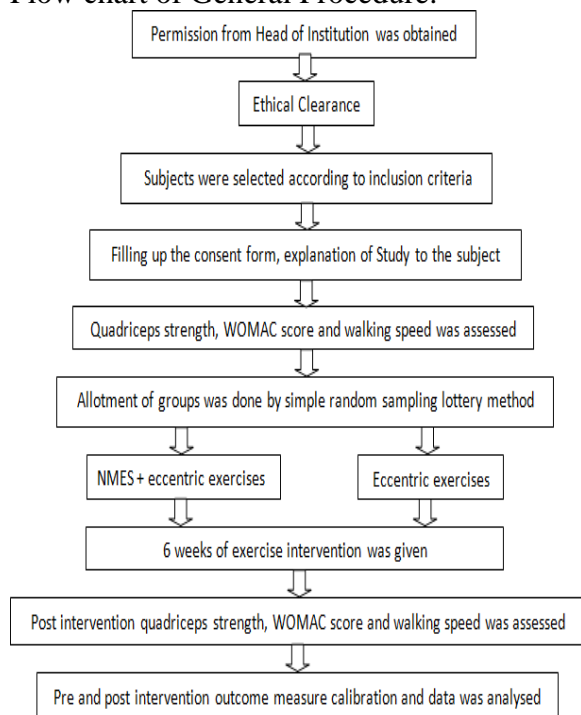 Flow chart of General Procedure:
Permission from Head of Institution was obtained
Ethical Clearance
Subjects were selected according to inclusion criteria
Filling up the consent form, explanation of Study to the subject
Quadriceps strength, WOMAC score and walking speed was assessed
Allotment of groups was done by simple random sampling lottery method
NMES + eccentric exercises
Eccentric exercises
6 weeks of exercise intervention was given
Post intervention quadriceps strength, WOMAC score and walking speed was assessed
Pre and post intervention outcome measure calibration and data was analysed